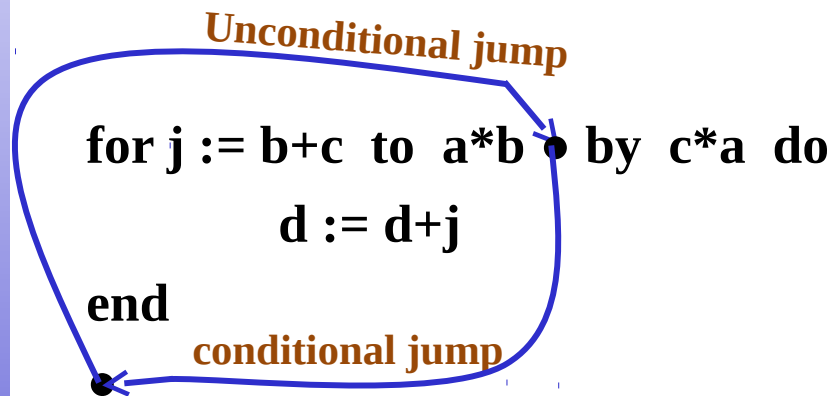 Unconditional jump
for j := b+c to a*b • by c*a do
d := d+j
end
conditional jump